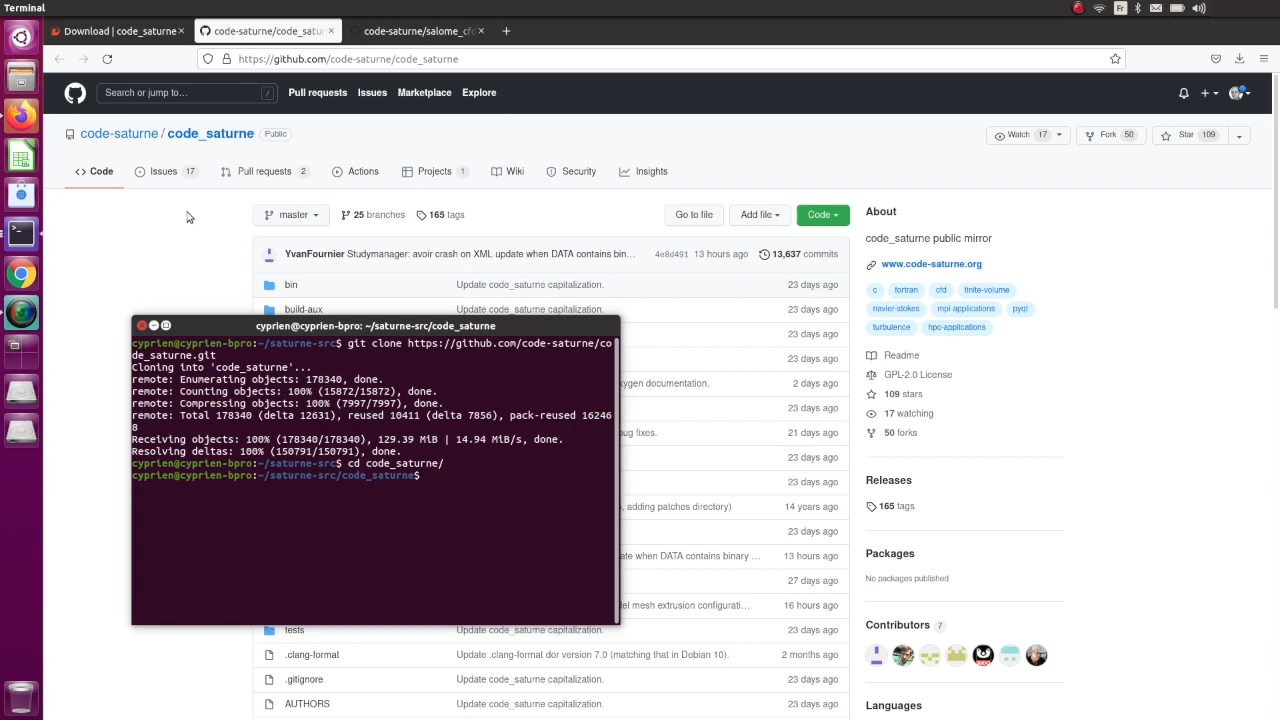 Terminal
Fr
Download | code_saturne
code-saturne/code_satur
code-saturne/salome_cfd
https://github.com/code-saturne/code_saturne
Search or jump to… /
Pull requests Issues Marketplace Explore
code-saturne / code_saturne Public
Watch 17 Fork 50 Star 109
Code Issues 17 Pull requests 2 Actions Projects 1 Wiki Security Insights
master 25 branches 165 tags Go to file Add file Code
YvanFournier Studymanager: avoir crash on XML update when DATA contains bin… 4e8d491 13 hours ago 13,637 commits
bin Update code_saturne capitalization. 23 days ago
build-aux Update code_saturne capitalization. 23 days ago
23 days ago
23 days ago
xygen documentation. 2 days ago
23 days ago
ug fixes. 21 days ago
23 days ago
23 days ago
, adding patches directory) 14 years ago
23 days ago
ate when DATA contains binary … 13 hours ago
27 days ago
el mesh extrusion configurati… 16 hours ago
tests Update code_saturne capitalization. 23 days ago
.clang-format Update .clang-format dor version 7.0 (matching that in Debian 10). 2 months ago
.gitignore Update code_saturne capitalization. 23 days ago
AUTHORS Update code_saturne capitalization. 23 days ago
cyprien@cyprien-bpro: ~/saturne-src/code_saturne
cyprien@cyprien-bpro:~/saturne-src$ git clone https://github.com/code-saturne/co
de_saturne.git
Cloning into 'code_saturne'...
remote: Enumerating objects: 178340, done.
remote: Counting objects: 100% (15872/15872), done.
remote: Compressing objects: 100% (7997/7997), done.
remote: Total 178340 (delta 12631), reused 10411 (delta 7856), pack-reused 16246
8
Receiving objects: 100% (178340/178340), 129.39 MiB | 14.94 MiB/s, done.
Resolving deltas: 100% (150791/150791), done.
cyprien@cyprien-bpro:~/saturne-src$ cd code_saturne/
cyprien@cyprien-bpro:~/saturne-src/code_saturne$
About
code_saturne public mirror
www.code-saturne.org
c fortran cfd finite-volume
navier-stokes mpi-applications pyqt
turbulence hpc-applications
Readme
GPL-2.0 License
109 stars
17 watching
50 forks
Releases
165 tags
Packages
No packages published
Contributors 7
Languages